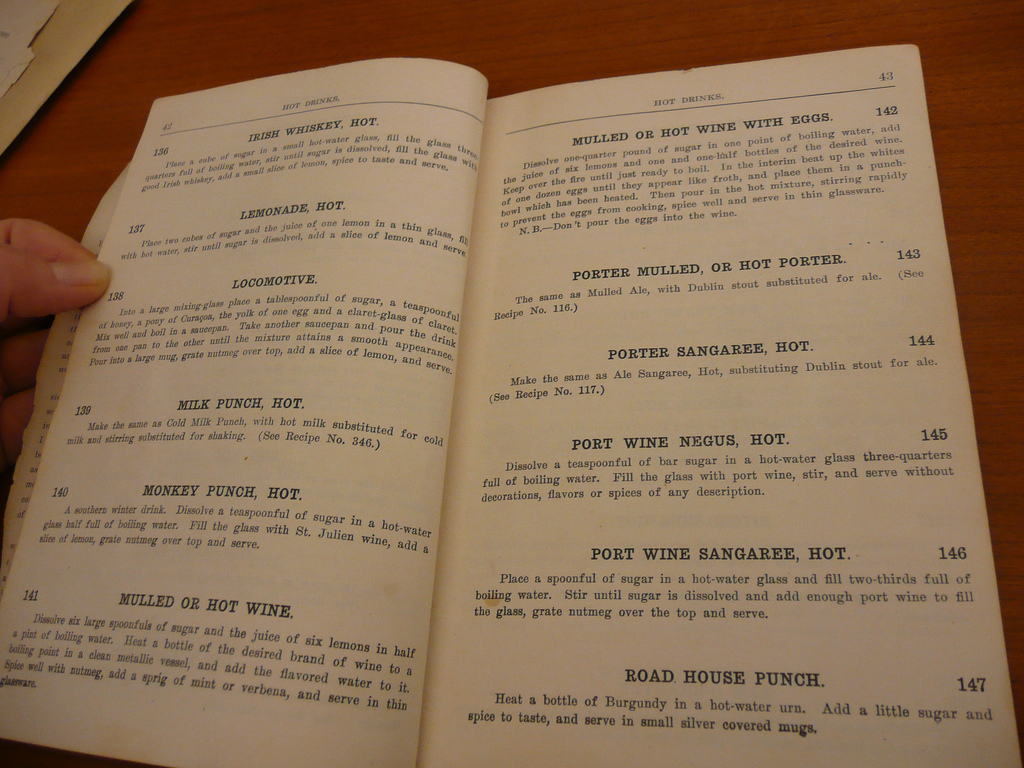 42
HOT DRINKS.
136
IRISH WHISKEY, HOT.
Place a cube of sugar in a small hot-water glass, fill the glass three-
quarters full of boiling water, stir until sugar is dissolved, fill the glass with
good Irish whiskey, add a small slice of lemon, spice to taste and serve.
137
LEMONADE, HOT.
Place two cubes of sugar and the juice of one lemon in a thin glass, fill
with hot water, stir until sugar is dissolved, add a slice of lemon and serve
138
LOCOMOTIVE.
Into a large mixing-glass place a tablespoonful of sugar, a teaspoonful
of honey, a pony of Curaçoa, the yolk of one egg and a claret-glass of claret.
Mix well and boil in a saucepan. Take another saucepan and pour the drink
from one pan to the other until the mixture attains a smooth appearance.
Pour into a large mug, grate nutmeg over top, add a slice of lemon, and serve.
139
MILK PUNCH, HOT.
Make the same as Cold Milk Punch, with hot milk substituted for cold
milk and stirring substituted for shaking. (See Recipe No. 346.)
140
MONKEY PUNCH, HOT.
A southern winter drink. Dissolve a teaspoonful of sugar in a hot-water
glass half full of boiling water. Fill the glass with St. Julien wine, add a
slice of lemon, grate nutmeg over top and serve.
141
MULLED OR HOT WINE.
Dissolve six large spoonfuls of sugar and the juice of six lemons in half
a pint of boiling water. Heat a bottle of the desired brand of wine to a
boiling point in a clean metallic vessel, and add the flavored water to it.
Spice well with nutmeg, add a sprig of mint or verbena, and serve in thin
glassware.
HOT DRINKS.
43
MULLED OR HOT WINE WITH EGGS.
142
Dissolve one-quarter pound of sugar in one point of boiling water, add
the juice of six lemons and one and one-half bottles of the desired wine.
Keep over the fire until just ready to boil. In the interim beat up the whites
of one dozen eggs until they appear like froth, and place them in a punch-
bowl which has been heated. Then pour in the hot mixture, stirring rapidly
to prevent the eggs from cooking, spice well and serve in thin glassware.
N. B.—Don't pour the eggs into the wine.
PORTER MULLED, OR HOT PORTER.
143
The same as Mulled Ale, with Dublin stout substituted for ale. (See
Recipe No. 116.)
PORTER SANGAREE, HOT.
144
Make the same as Ale Sangaree, Hot, substituting Dublin stout for ale.
(See Recipe No. 117.)
PORT WINE NEGUS, HOT.
145
Dissolve a teaspoonful of bar sugar in a hot-water glass three-quarters
full of boiling water. Fill the glass with port wine, stir, and serve without
decorations, flavors or spices of any description.
PORT WINE SANGAREE, HOT.
146
Place a spoonful of sugar in a hot-water glass and fill two-thirds full of
boiling water. Stir until sugar is dissolved and add enough port wine to fill
the glass, grate nutmeg over the top and serve.
ROAD HOUSE PUNCH.
147
Heat a bottle of Burgundy in a hot-water urn. Add a little sugar and
spice to taste, and serve in small silver covered mugs.